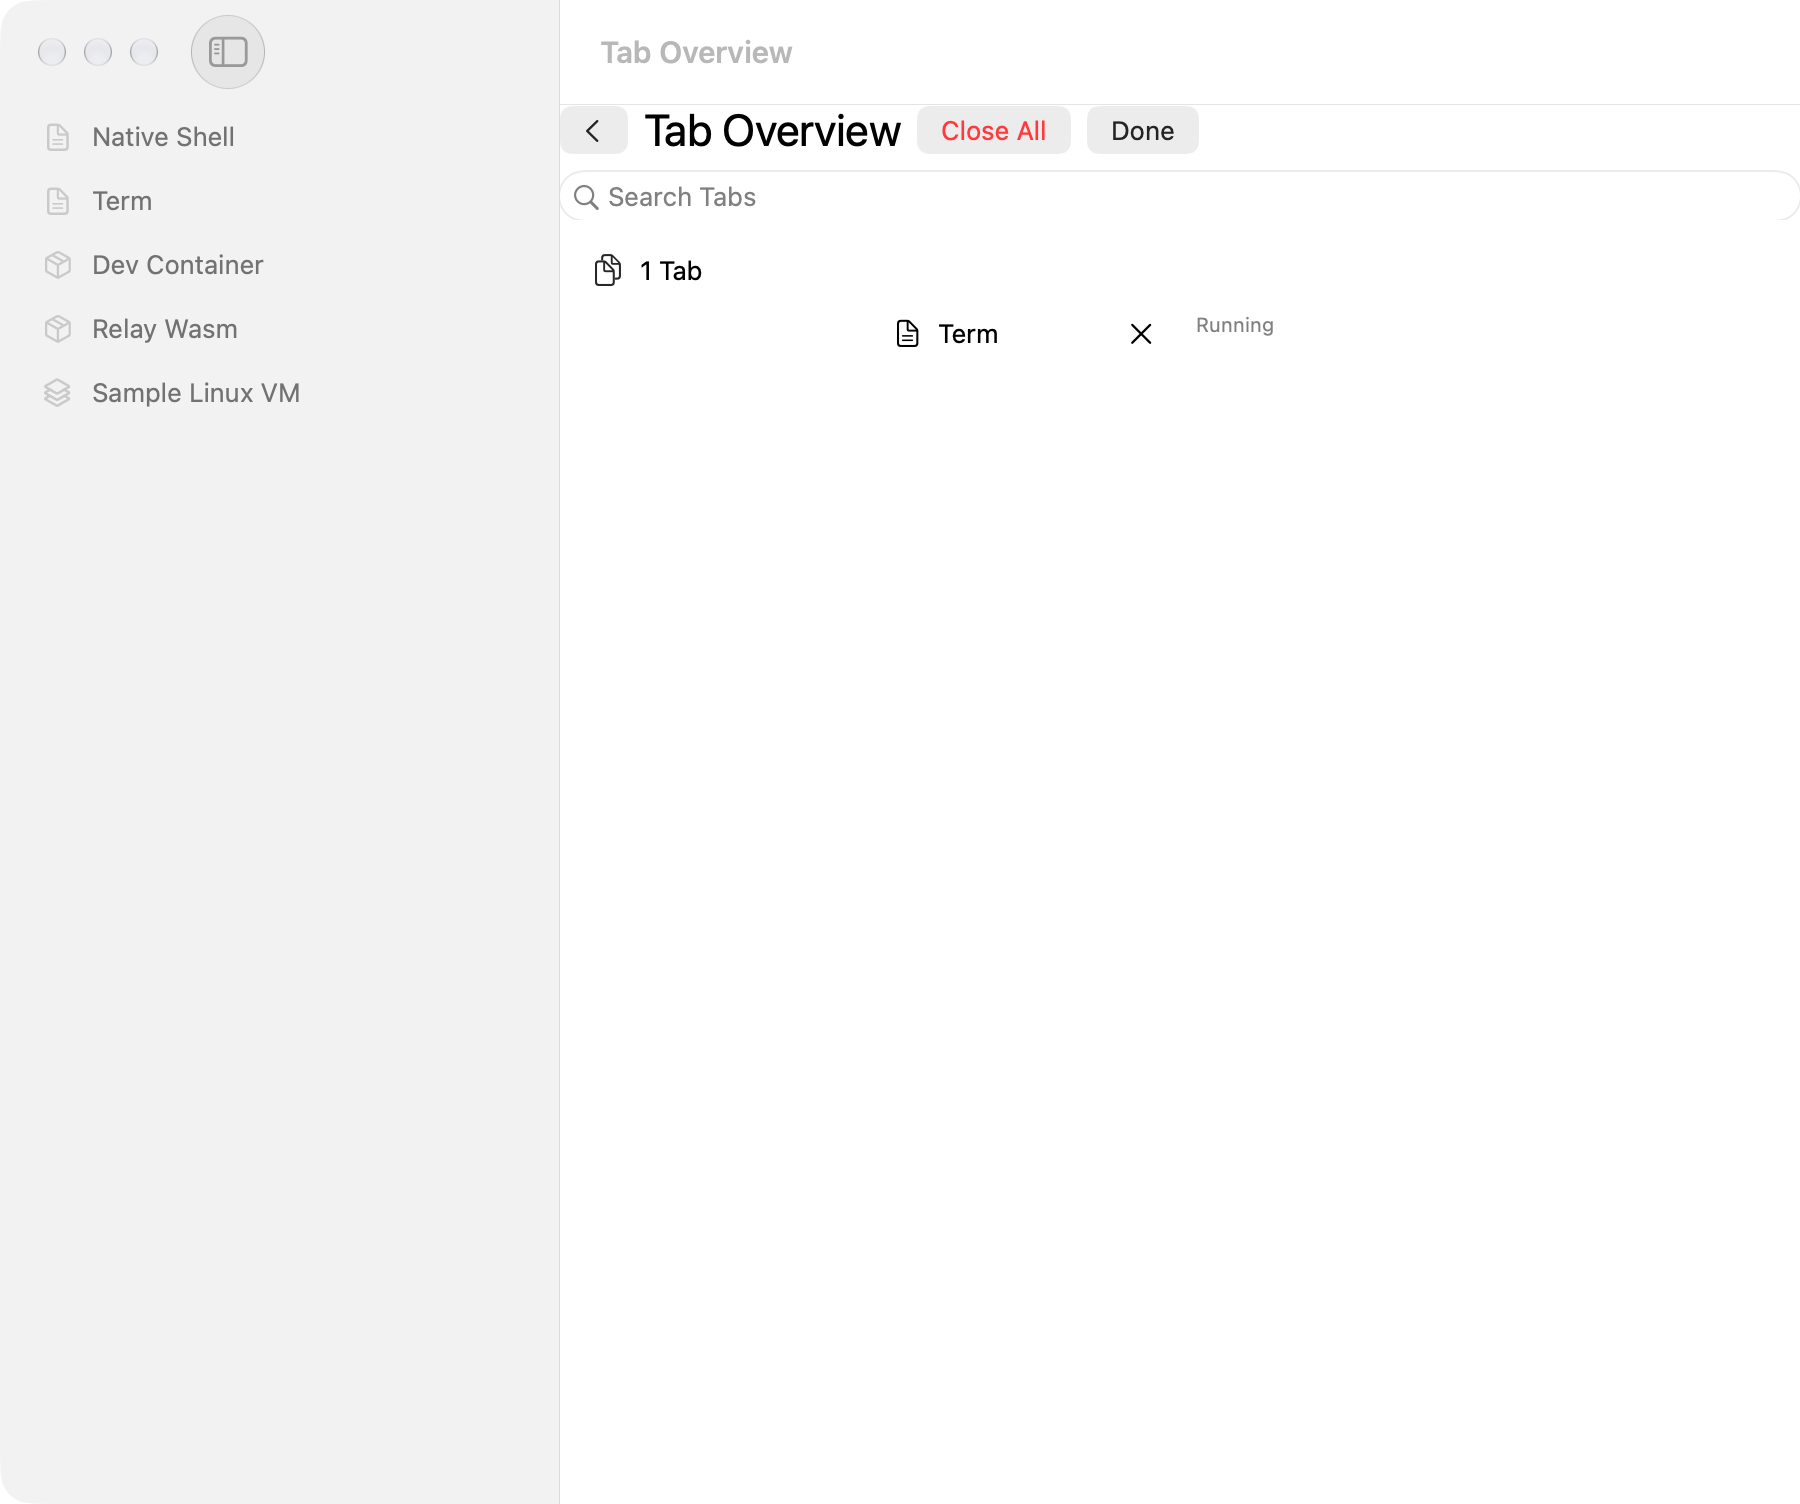 Native Shell
Term
Dev Container
Relay Wasm
Sample Linux VM
Tab Overview
Tab Overview Close All Done
Search Tabs
1 Tab
Term Running